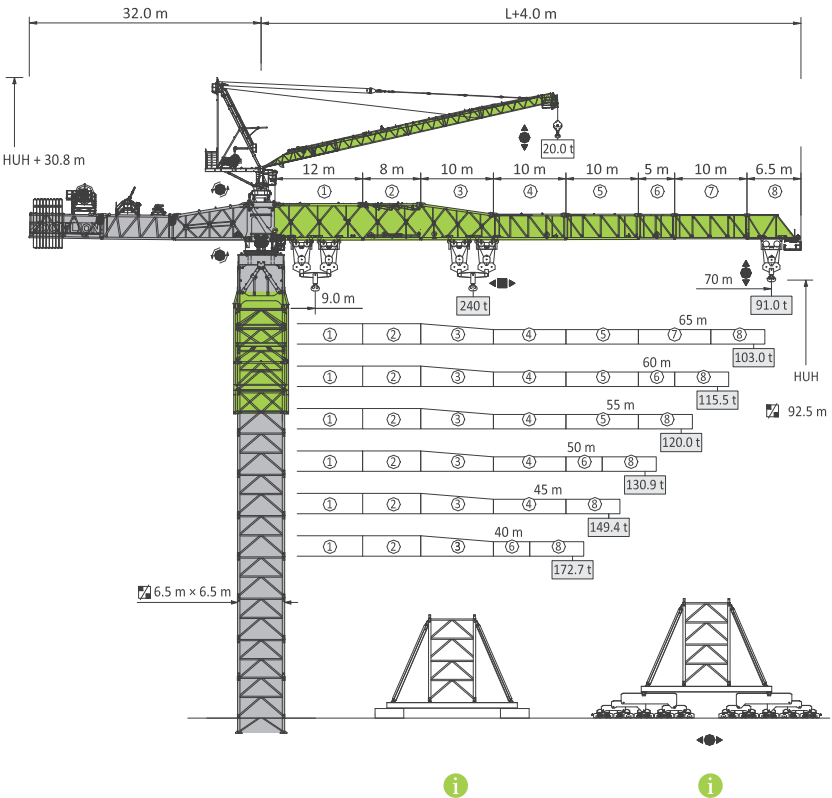 32.0 m
L+4.0 m
HUH + 30.8 m
20.0 t
12 m 8 m 10 m 10 m 10 m 5 m 10 m 6.5 m
① ② ③ ④ ⑤ ⑥ ⑦ ⑧
9.0 m
240 t
70 m
91.0 t
65 m
① ② ③ ④ ⑤ ⑦ ⑧
103.0 t
60 m
① ② ③ ④ ⑤ ⑥ ⑧
115.5 t
HUH
92.5 m
55 m
① ② ③ ④ ⑤ ⑧
120.0 t
50 m
① ② ③ ④ ⑥ ⑧
130.9 t
45 m
① ② ③ ④ ⑧
149.4 t
40 m
① ② ③ ⑥ ⑧
172.7 t
6.5 m × 6.5 m
i i